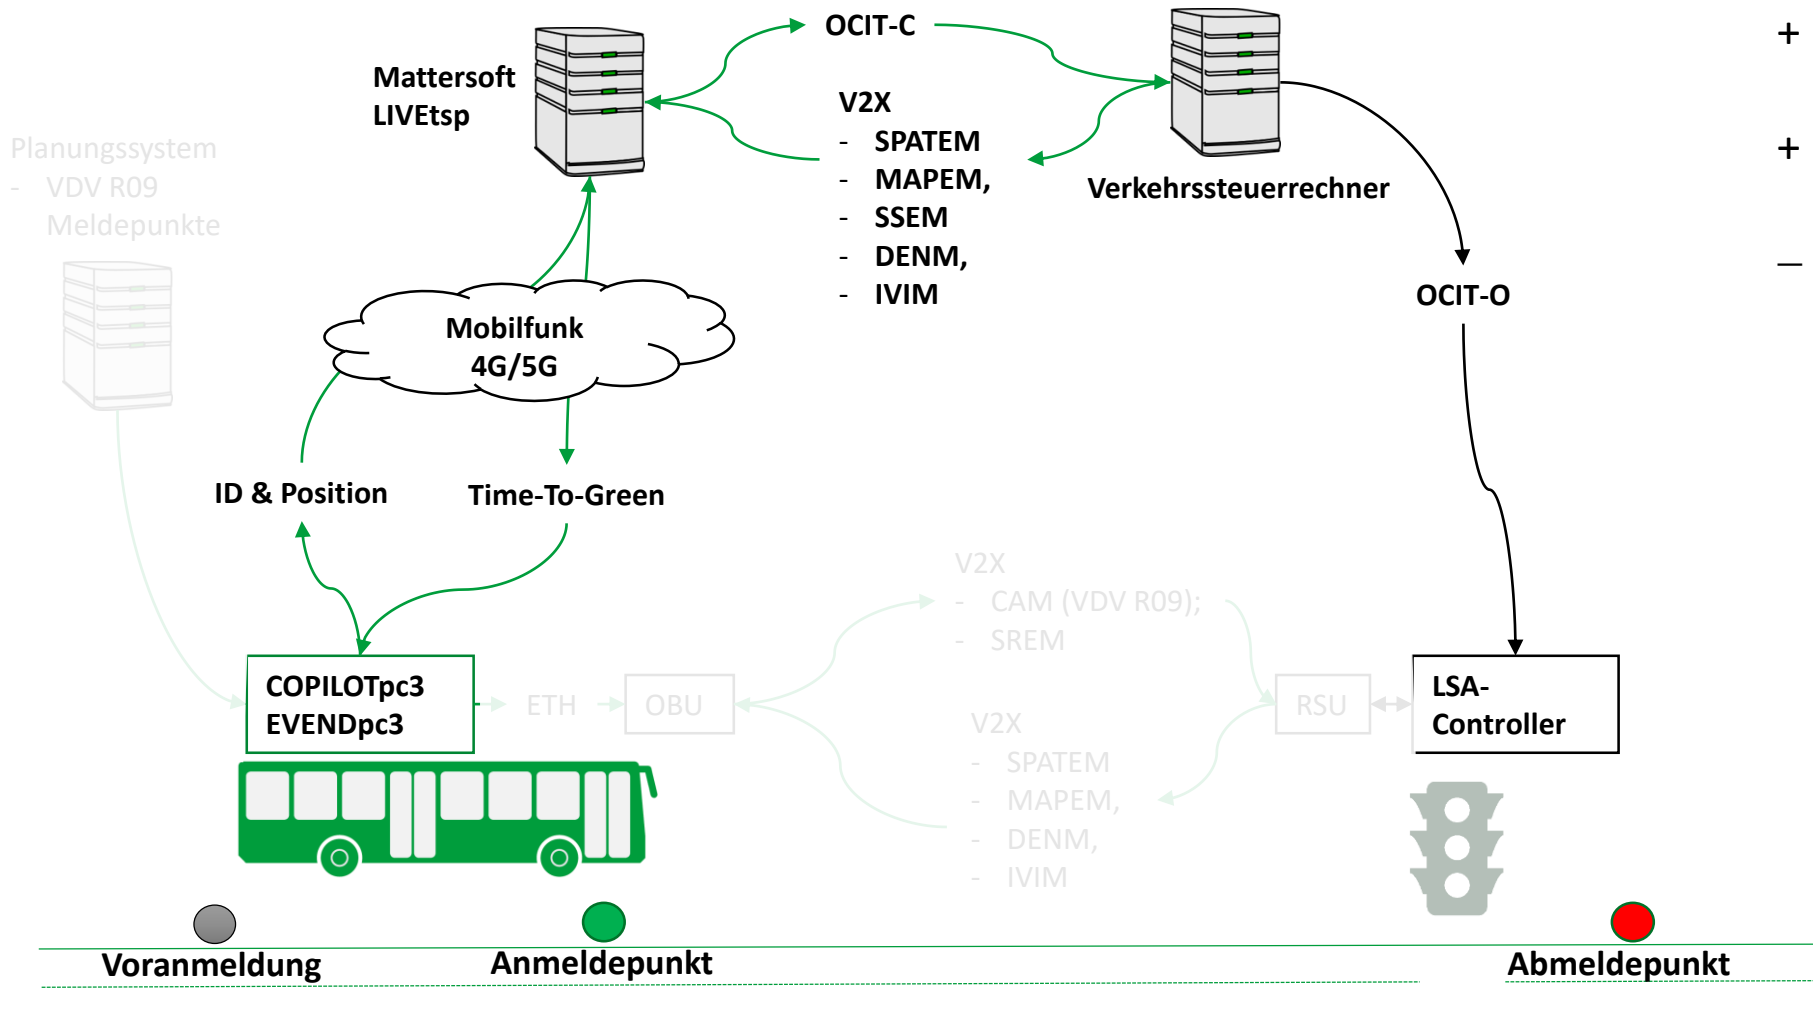 OCIT-C
+
Mattersoft
LIVEtsp
V2X
- SPATEM
- MAPEM,
- SSEM
- DENM,
- IVIM
Verkehrssteuerrechner
+
Planungssystem
- VDV R09
Meldepunkte
–
OCIT-O
Mobilfunk
4G/5G
ID & Position
Time-To-Green
V2X
- CAM (VDV R09);
- SREM
COPILOTpc3
EVENDpc3
ETH
OBU
RSU
LSA-
Controller
V2X
- SPATEM
- MAPEM,
- DENM,
- IVIM
Voranmeldung
Anmeldepunkt
Abmeldepunkt